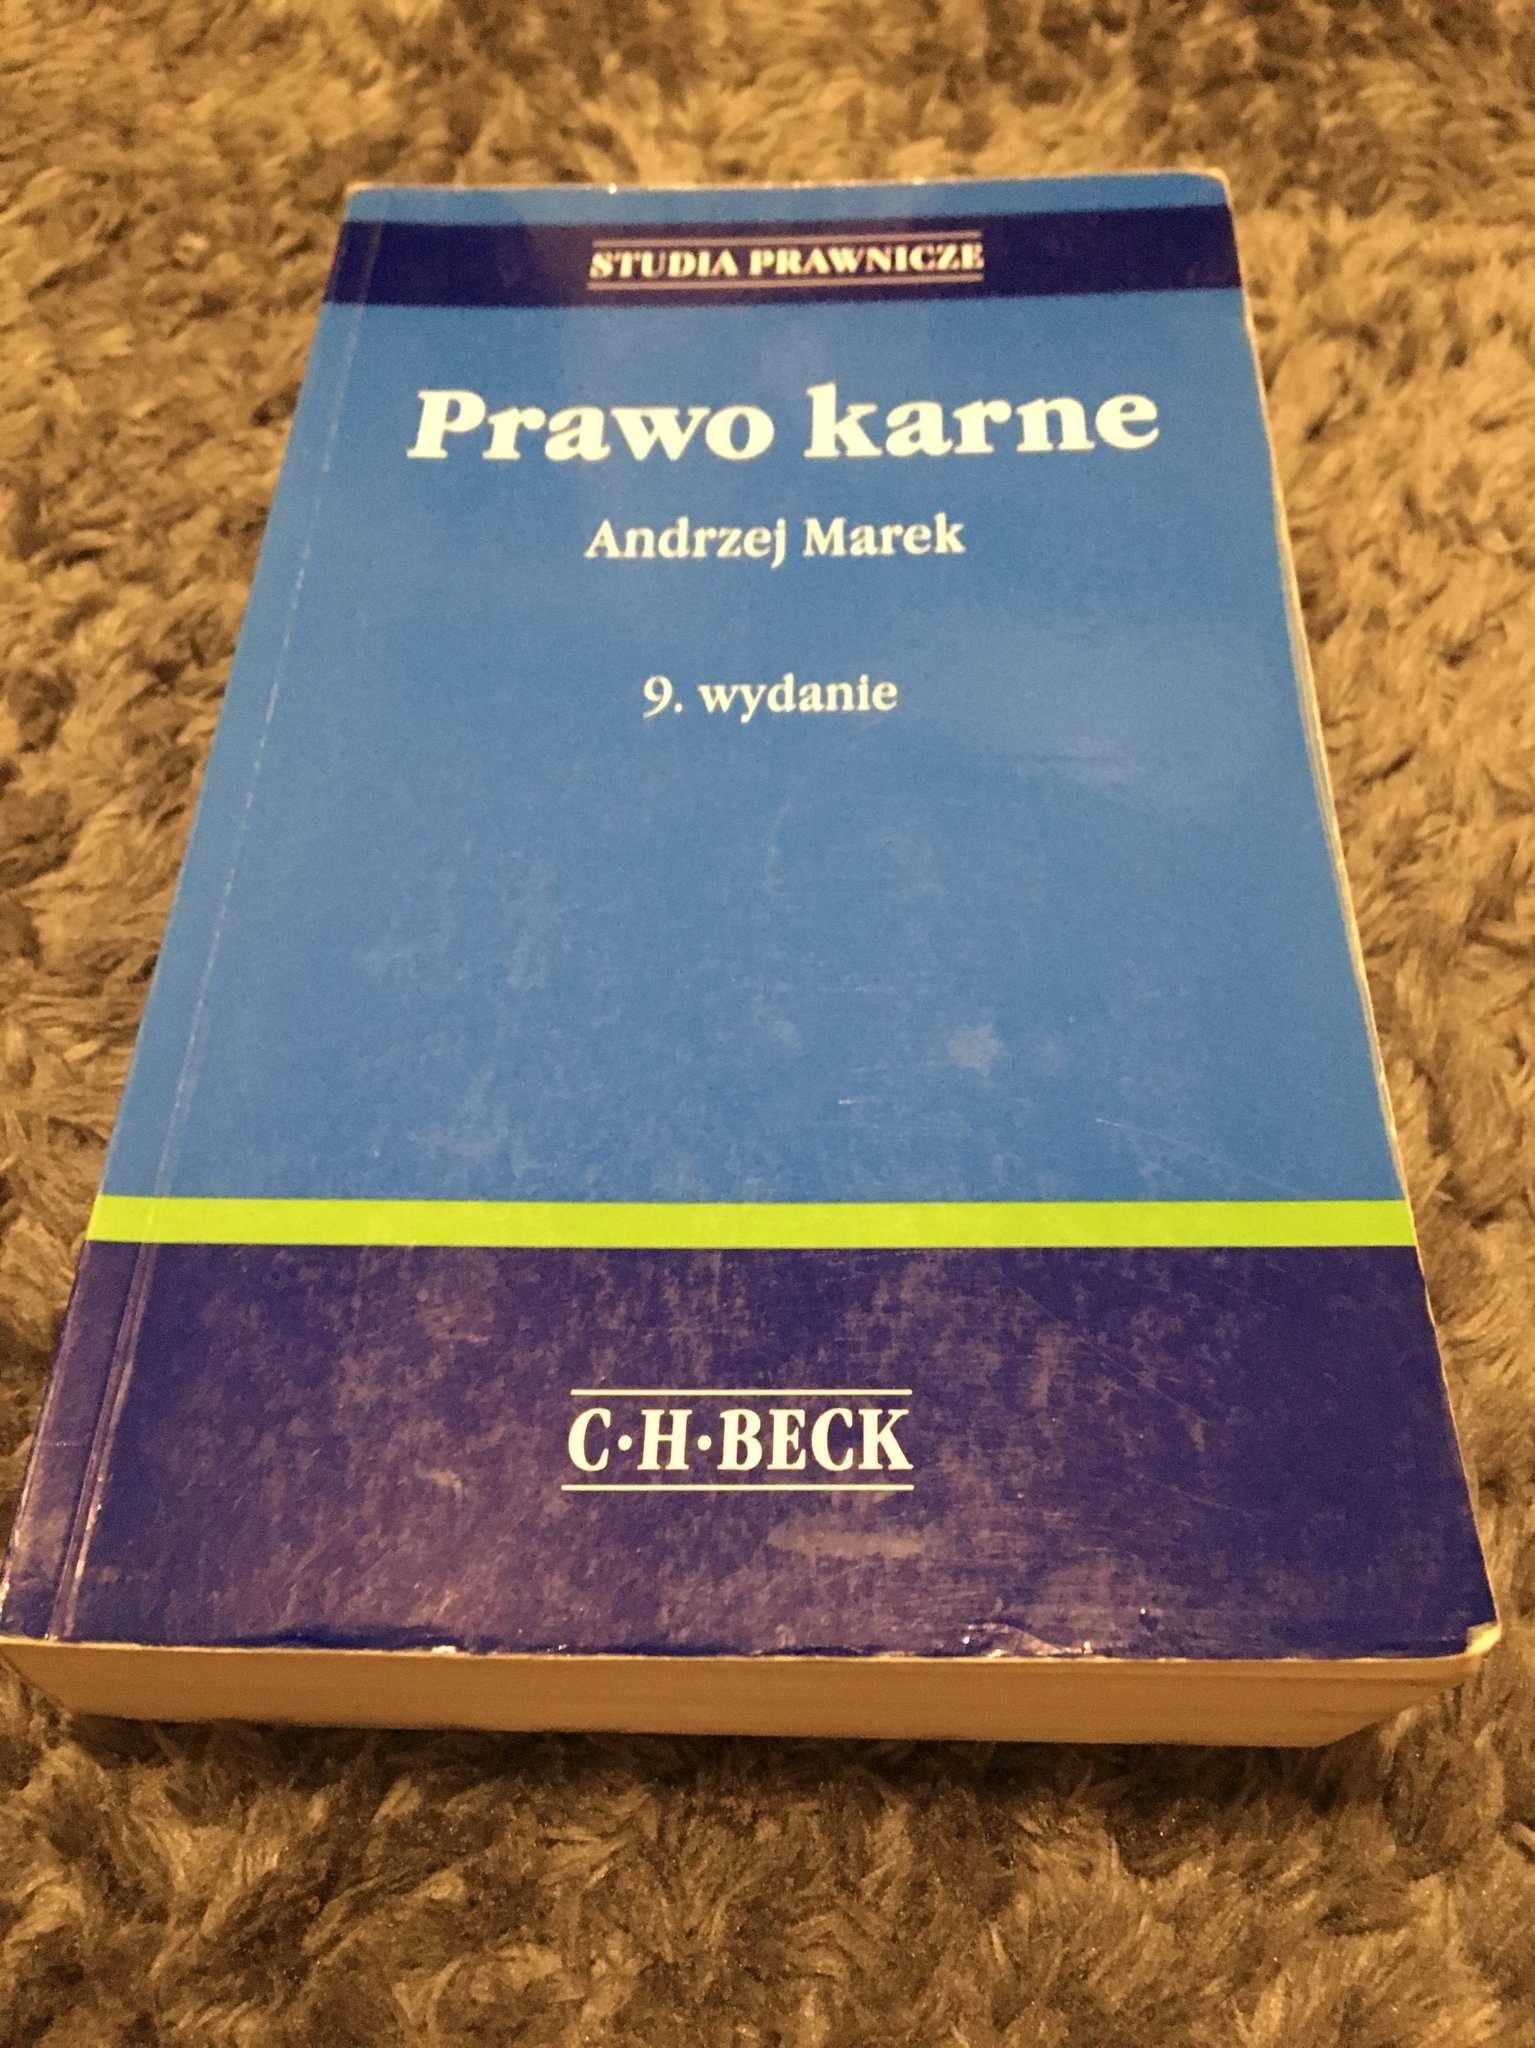 STUDIA PRAWNICZE
Prawo karne
Andrzej Marek
9. wydanie
C·H·BECK